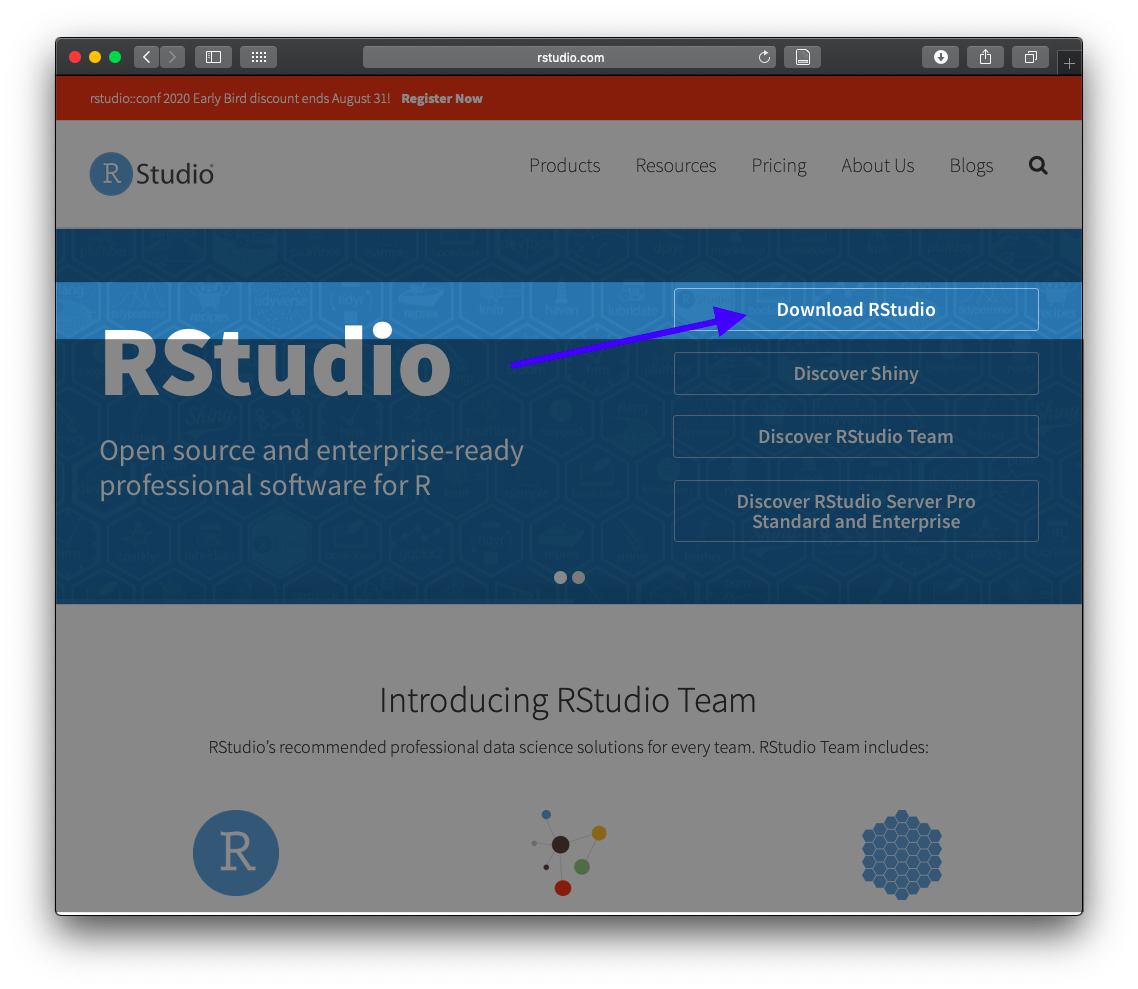 rstudio.com
rstudio::conf 2020 Early Bird discount ends August 31! Register Now
R Studio®
Products Resources Pricing About Us Blogs
Download RStudio
RStudio
Discover Shiny
Open source and enterprise-ready
professional software for R
Discover RStudio Team
Discover RStudio Server Pro
Standard and Enterprise
Introducing RStudio Team
RStudio’s recommended professional data science solutions for every team. RStudio Team includes:
R